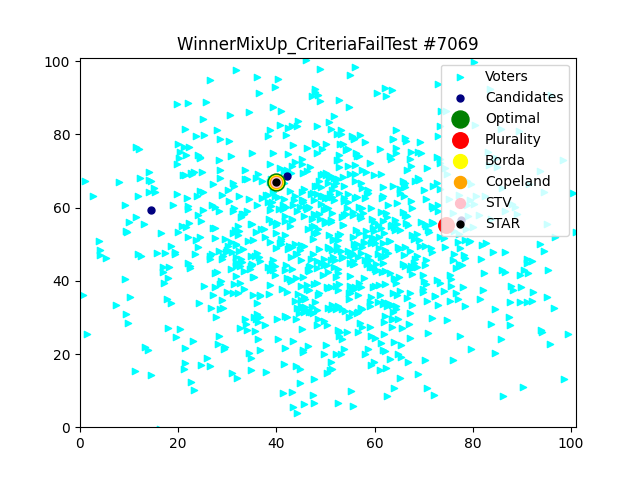 WinnerMixUp_CriteriaFailTest #7069
100
80
60
40
20
0
0 20 40 60 80 100
Voters
Candidates
Optimal
Plurality
Borda
Copeland
STV
STAR